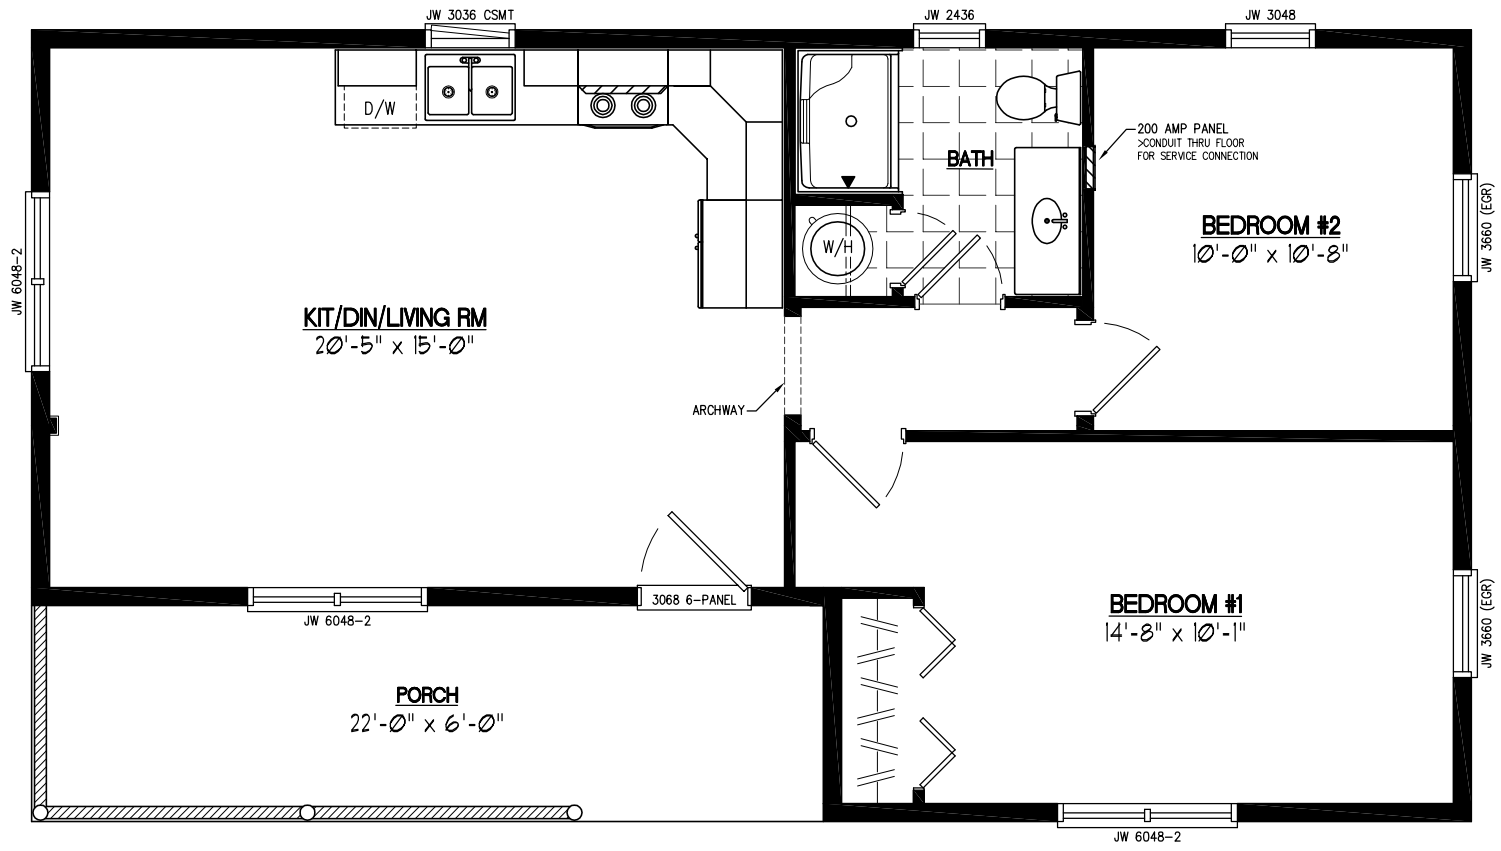 JW 3036 CSMT
JW 2436
JW 3048
D/W
BATH
200 AMP PANEL
>CONDUIT THRU FLOOR
FOR SERVICE CONNECTION
JW 3660 (EGR)
BEDROOM #2
10'-0" x 10'-8"
W/H
JW 6048-2
KIT/DIN/LIVING RM
20'-5" x 15'-0"
ARCHWAY
3068 6-PANEL
JW 6048-2
BEDROOM #1
14'-8" x 10'-1"
JW 3660 (EGR)
PORCH
22'-0" x 6'-0"
JW 6048-2